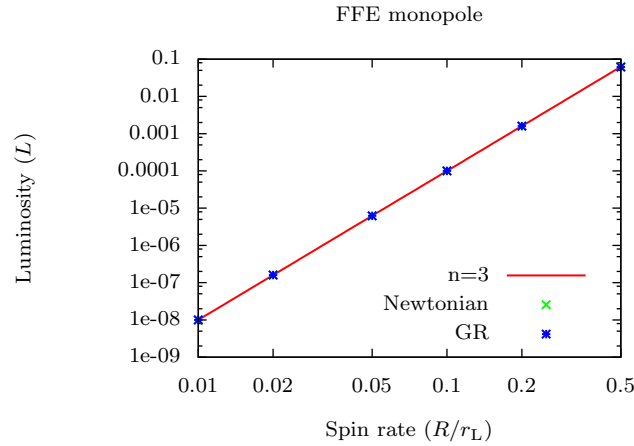 FFE monopole
Luminosity (L)
0.1
0.01
0.001
0.0001
1e-05
1e-06
1e-07
1e-08
1e-09
n=3
Newtonian
GR
0.01 0.02 0.05 0.1 0.2 0.5
Spin rate (R/r_L)